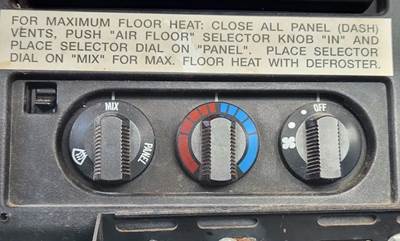 FOR MAXIMUM FLOOR HEAT: CLOSE ALL PANEL (DASH)
VENTS, PUSH "AIR FLOOR" SELECTOR KNOB "IN" AND
PLACE SELECTOR DIAL ON "PANEL". PLACE SELECTOR
DIAL ON "MIX" FOR MAX. FLOOR HEAT WITH DEFROSTER.
MIX
PANEL
OFF